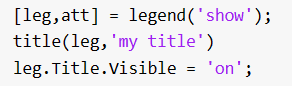 [leg,att] = legend('show');
title(leg,'my title')
leg.Title.Visible = 'on';